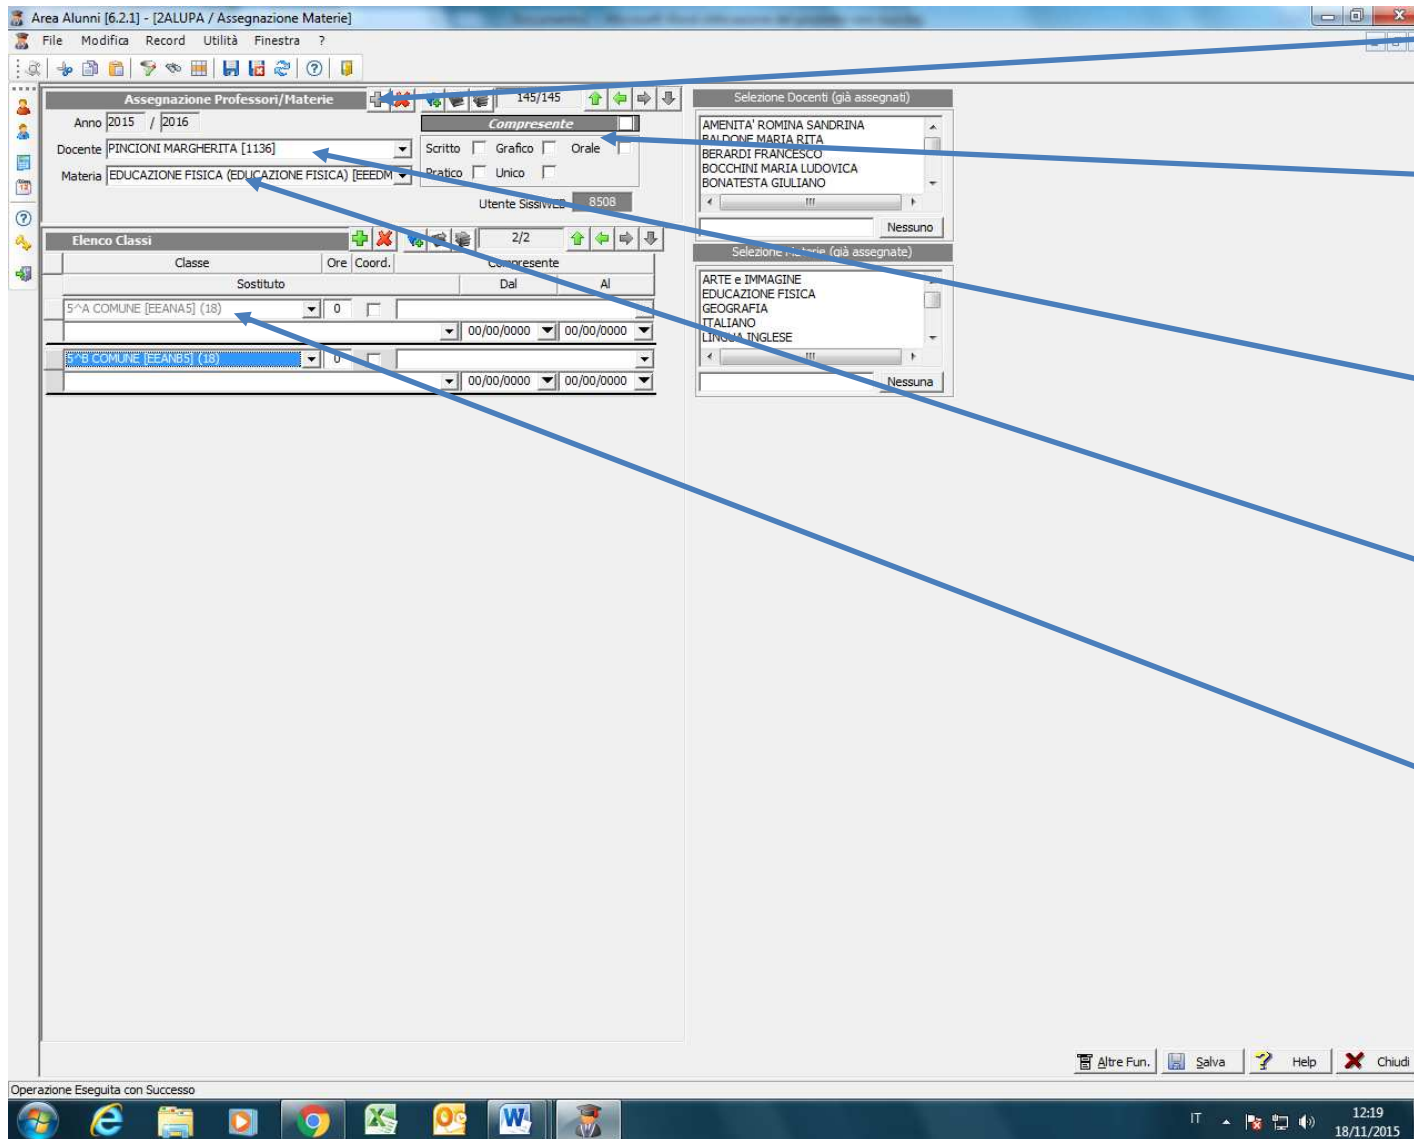 Area Alunni [6.2.1] - [2ALUPA / Assegnazione Materie]
File Modifica Record Utilità Finestra ?
Assegnazione Professori/Materie
145/145
Anno 2015 / 2016
Compresente
Docente PINCIONI MARGHERITA [1136]
Scritto Grafico Orale
Materia EDUCAZIONE FISICA (EDUCAZIONE FISICA) [EEEDM
Pratico Unico
Utente SissiWEB 8508
Selezione Docenti (già assegnati)
AMENITA' ROMINA SANDRINA
BALDONE MARIA RITA
BERARDI FRANCESCO
BOCCHINI MARIA LUDOVICA
BONATESTA GIULIANO
Nessuno
Elenco Classi
2/2
Classe Ore Coord. Compresente
Sostituto Dal Al
5^A COMUNE [EEANA5] (18) 0
00/00/0000 00/00/0000
5^B COMUNE [EEANB5] (18) 0
00/00/0000 00/00/0000
Selezione Materie (già assegnate)
ARTE e IMMAGINE
EDUCAZIONE FISICA
GEOGRAFIA
ITALIANO
LINGUA INGLESE
Nessuna
Altre Fun. Salva Help Chiudi
Operazione Eseguita con Successo
IT
12:19
18/11/2015